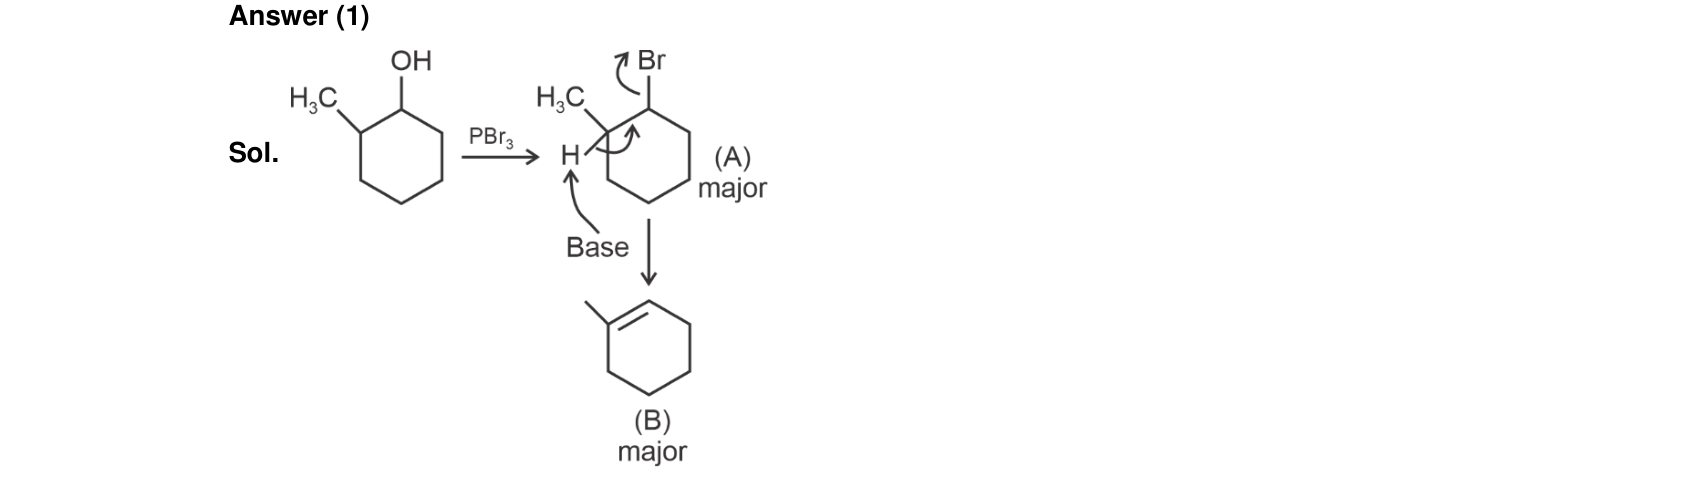 Answer (1)
OH
H₃C
Sol.
PBr₃
Br
H₃C
H
(A)
major
Base
(B)
major